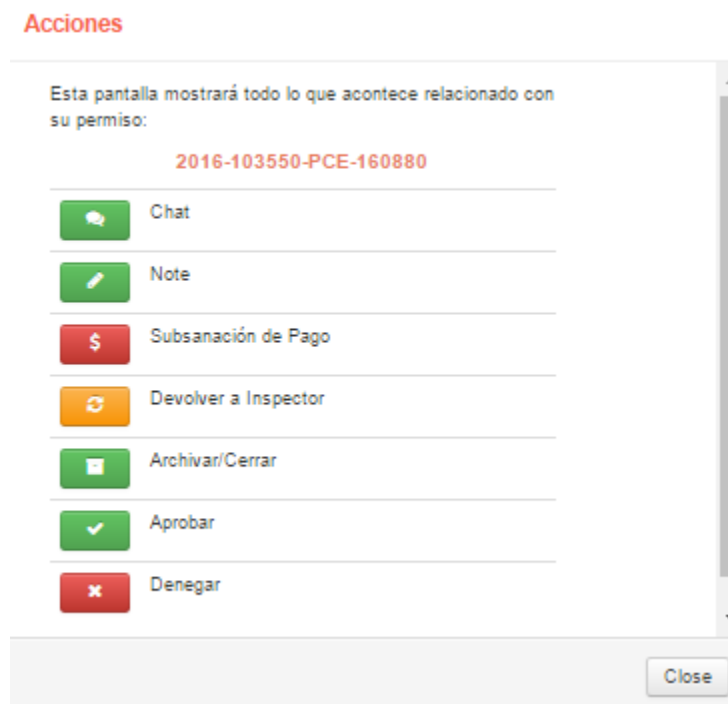 Acciones
Esta pantalla mostrará todo lo que acontece relacionado con
su permiso:
2016-103550-PCE-160880
Chat
Note
Subsanación de Pago
Devolver a Inspector
Archivar/Cerrar
Aprobar
Denegar
Close